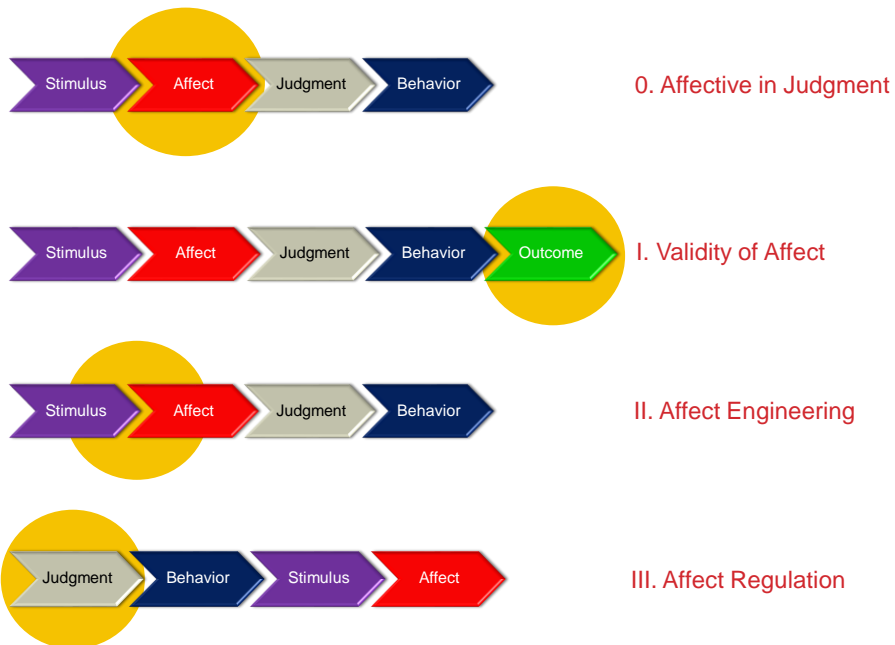 Stimulus Affect Judgment Behavior 0. Affective in Judgment
Stimulus Affect Judgment Behavior Outcome I. Validity of Affect
Stimulus Affect Judgment Behavior II. Affect Engineering
Judgment Behavior Stimulus Affect III. Affect Regulation